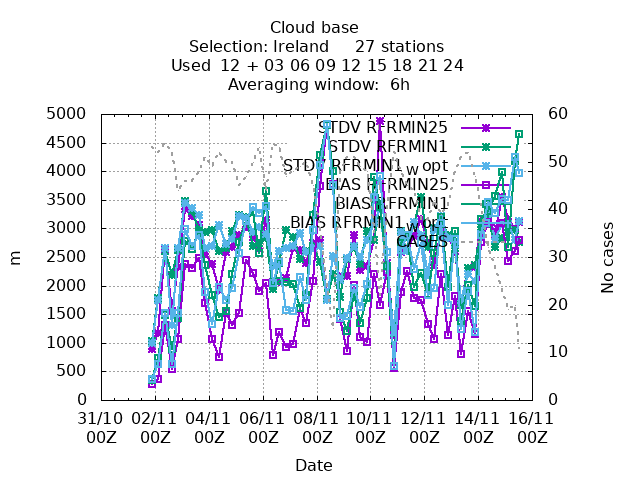 Cloud base
Selection: Ireland     27 stations
Used  12 + 03 06 09 12 15 18 21 24
Averaging window:  6h
5000
4500
4000
3500
3000
2500
2000
1500
1000
500
0
m
60
50
40
30
20
10
0
No cases
STDV RFRMIN25
STDV RFRMIN1
STDV RFRMIN1wopt
BIAS RFRMIN25
BIAS RFRMIN1
BIAS RFRMIN1wopt
CASES
31/10 02/11 04/11 06/11 08/11 10/11 12/11 14/11 16/11
00Z 00Z 00Z 00Z 00Z 00Z 00Z 00Z 00Z
Date